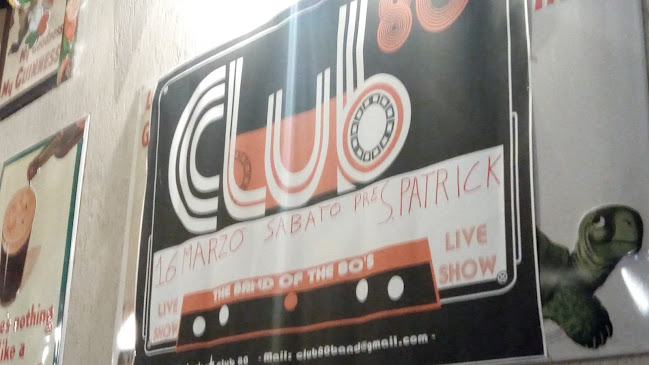 MY GUINNESS
CLUB 80
16 MARZO SABATO PRE S. PATRICK
LIVE SHOW
THE BAND OF THE 80'S
LIVE SHOW
club 80 - Mail: club80band@gmail.com -
nothing
like a